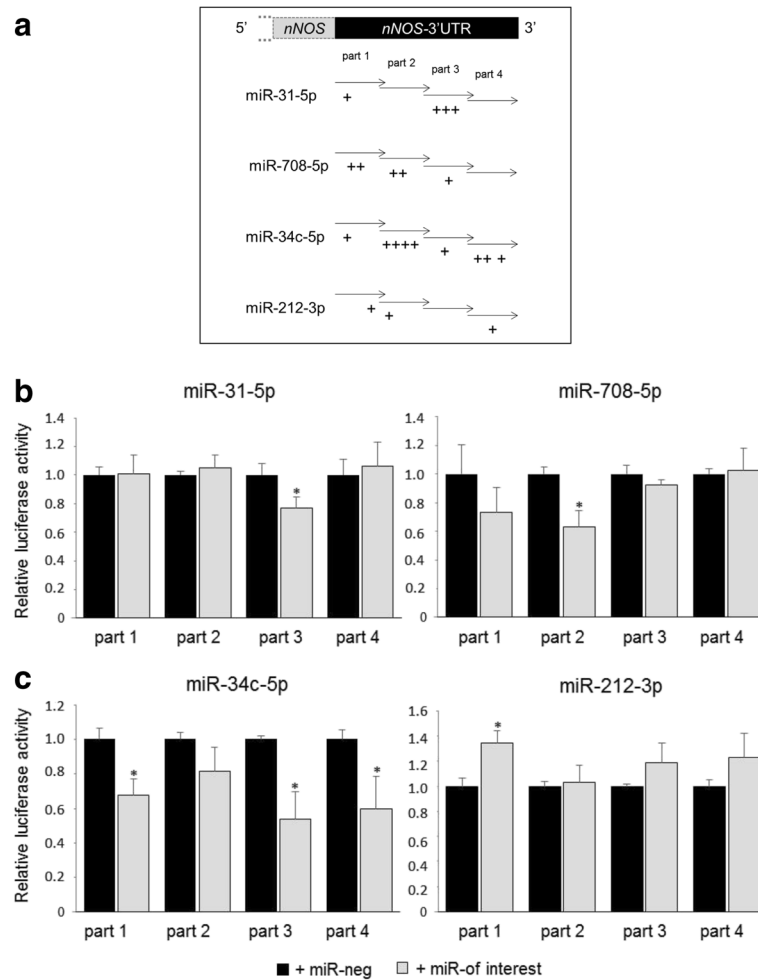 a
5' nNOS nNOS-3'UTR 3'
part 1 part 2 part 3 part 4
miR-31-5p
+ +++
miR-708-5p
++ ++ +
miR-34c-5p
+ ++++ + ++ +
miR-212-3p
+ + +
b
miR-31-5p
Relative luciferase activity
1.4
1.2
1.0
0.8
0.6
0.4
0.2
0
*
part 1 part 2 part 3 part 4
miR-708-5p
1.4
1.2
1.0
0.8
0.6
0.4
0.2
0
*
part 1 part 2 part 3 part 4
c
miR-34c-5p
Relative luciferase activity
1.2
1.0
0.8
0.6
0.4
0.2
0
* * *
part 1 part 2 part 3 part 4
miR-212-3p
1.6
1.4
1.2
1.0
0.8
0.6
0.4
0.2
0
*
part 1 part 2 part 3 part 4
+ miR-neg + miR-of interest